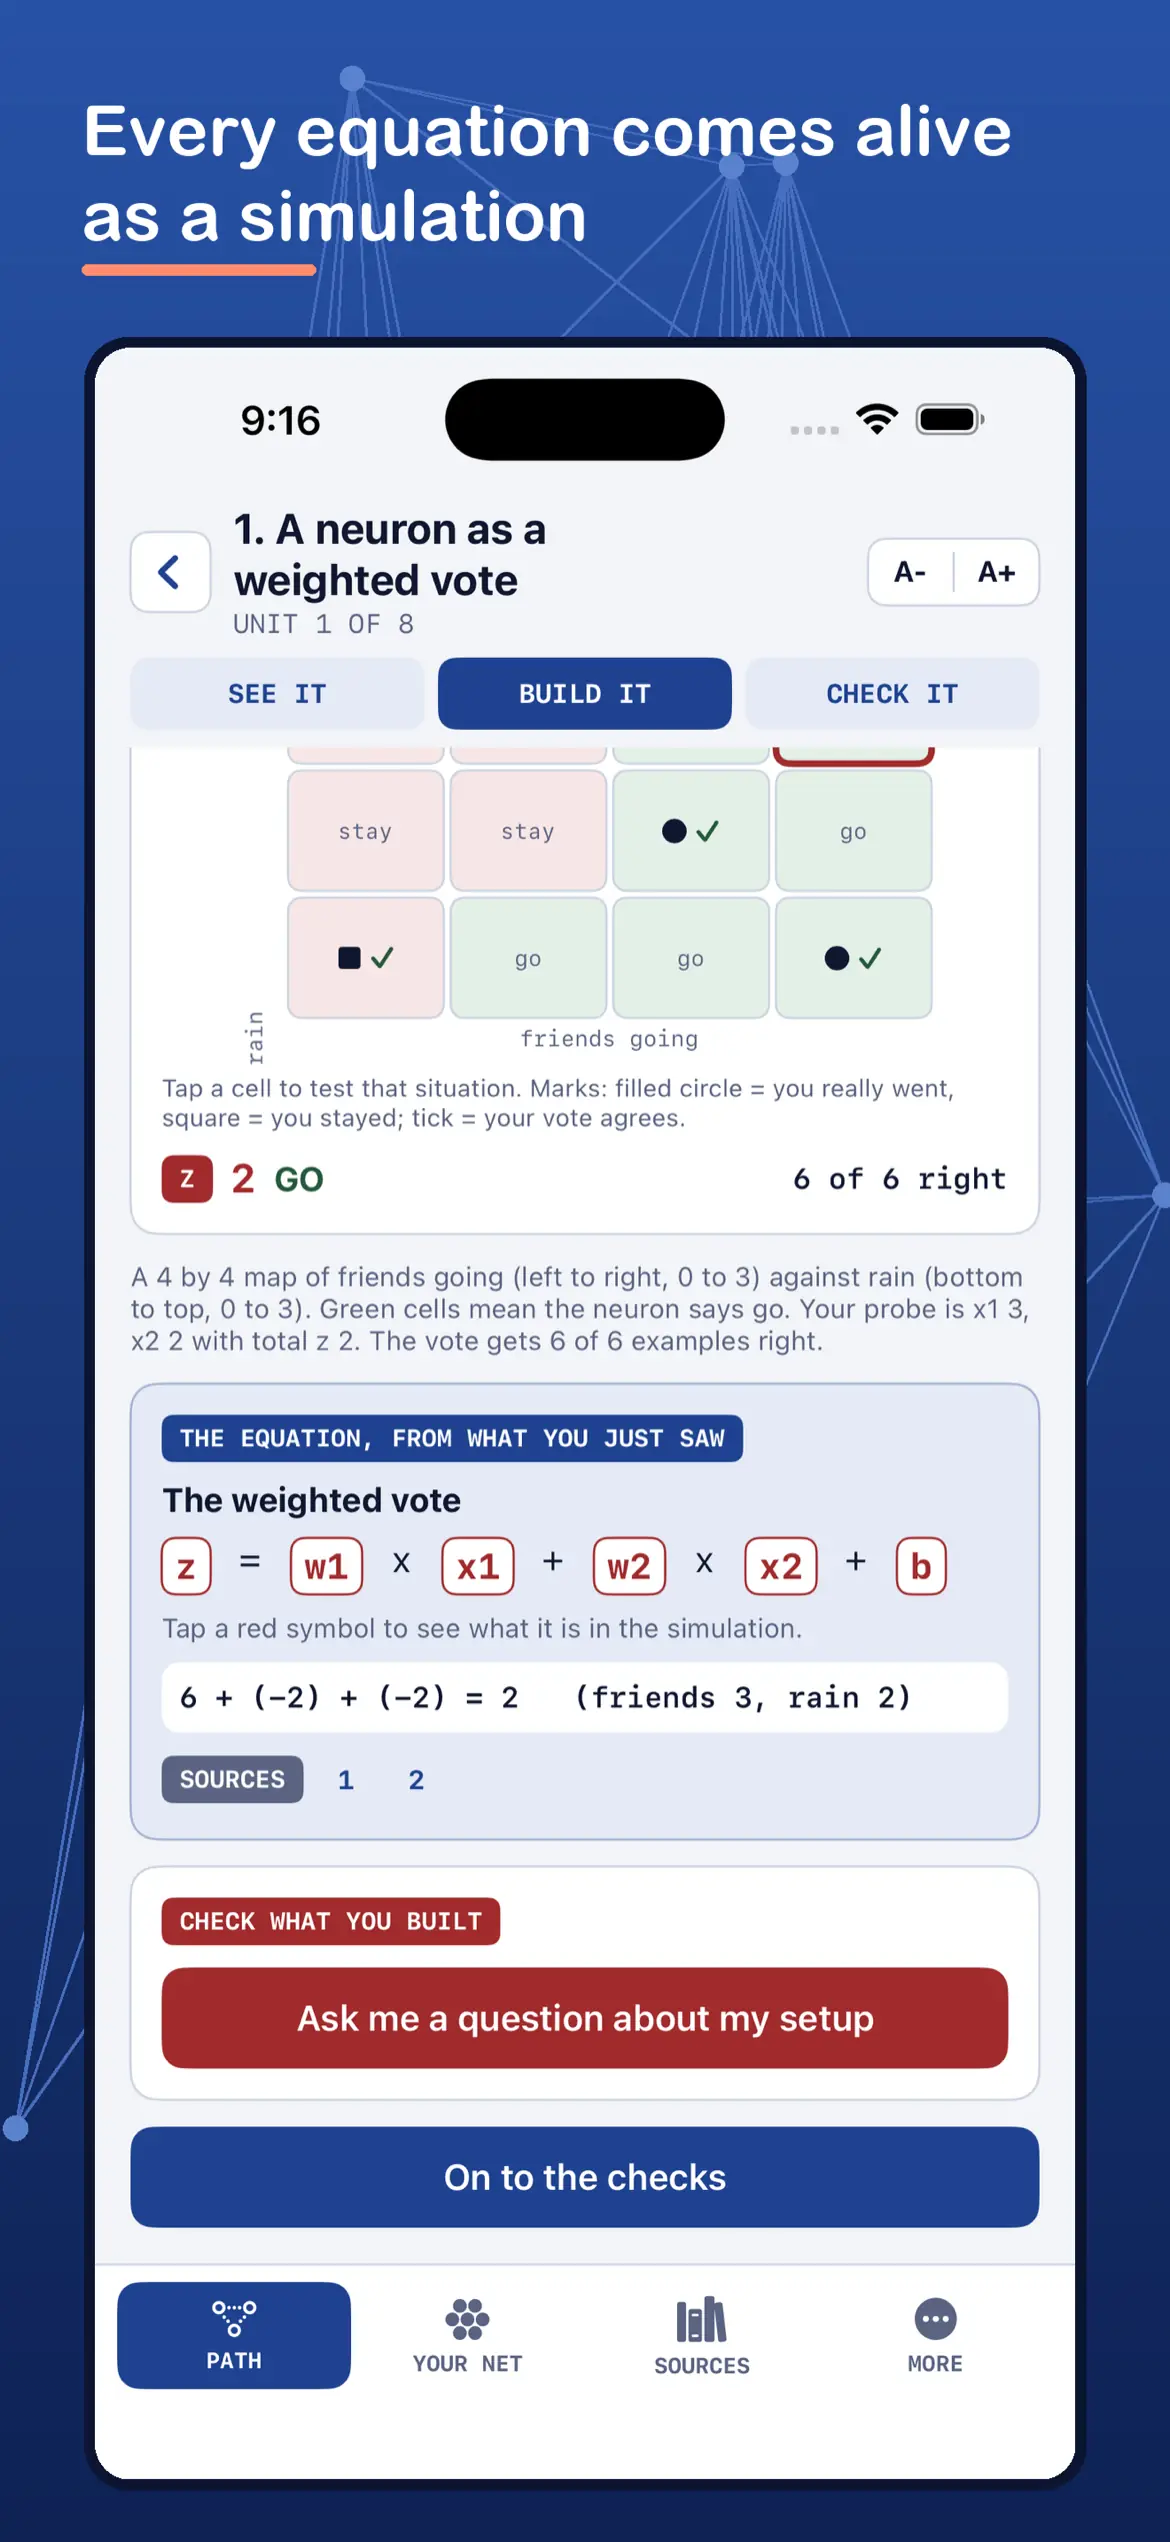 Every equation comes alive
as a simulation
9:16
1. A neuron as a
weighted vote
UNIT 1 OF 8
A- A+
SEE IT BUILD IT CHECK IT
stay stay go
go go
rain
friends going
Tap a cell to test that situation. Marks: filled circle = you really went,
square = you stayed; tick = your vote agrees.
z 2 GO 6 of 6 right
A 4 by 4 map of friends going (left to right, 0 to 3) against rain (bottom
to top, 0 to 3). Green cells mean the neuron says go. Your probe is x1 3,
x2 2 with total z 2. The vote gets 6 of 6 examples right.
THE EQUATION, FROM WHAT YOU JUST SAW
The weighted vote
z = w1 x x1 + w2 x x2 + b
Tap a red symbol to see what it is in the simulation.
6 + (−2) + (−2) = 2 (friends 3, rain 2)
SOURCES 1 2
CHECK WHAT YOU BUILT
Ask me a question about my setup
On to the checks
PATH YOUR NET SOURCES MORE